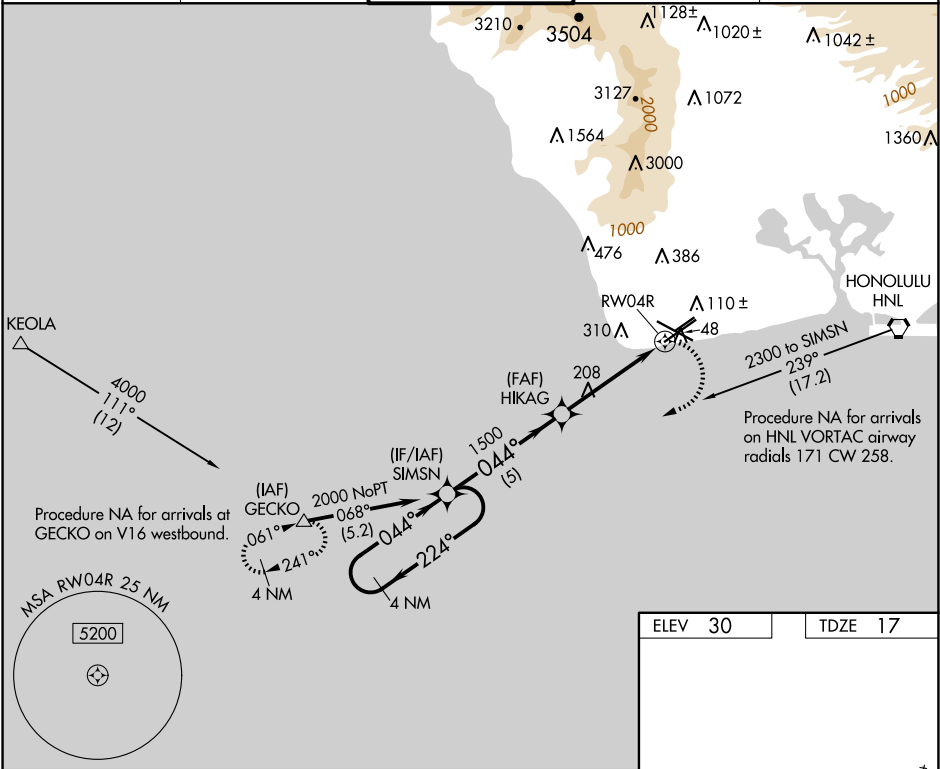 3210
3504
1128±
1020 ±
1042 ±
3127
2000
1072
1000
1564
3000
1360
1000
476
386
HONOLULU
HNL
RW04R
110 ±
KEOLA
310
48
2300 to SIMSN
239°
(17.2)
4000
111°
(12)
208
(FAF)
HIKAG
Procedure NA for arrivals
on HNL VORTAC airway
radials 171 CW 258.
1500
044°
(5)
(IF/IAF)
SIMSN
(IAF)
GECKO
2000 NoPT
068°
(5.2)
Procedure NA for arrivals at
GECKO on V16 westbound.
061°
241°
4 NM
044°
224°
4 NM
MSA RW04R 25 NM
5200
ELEV 30
TDZE 17